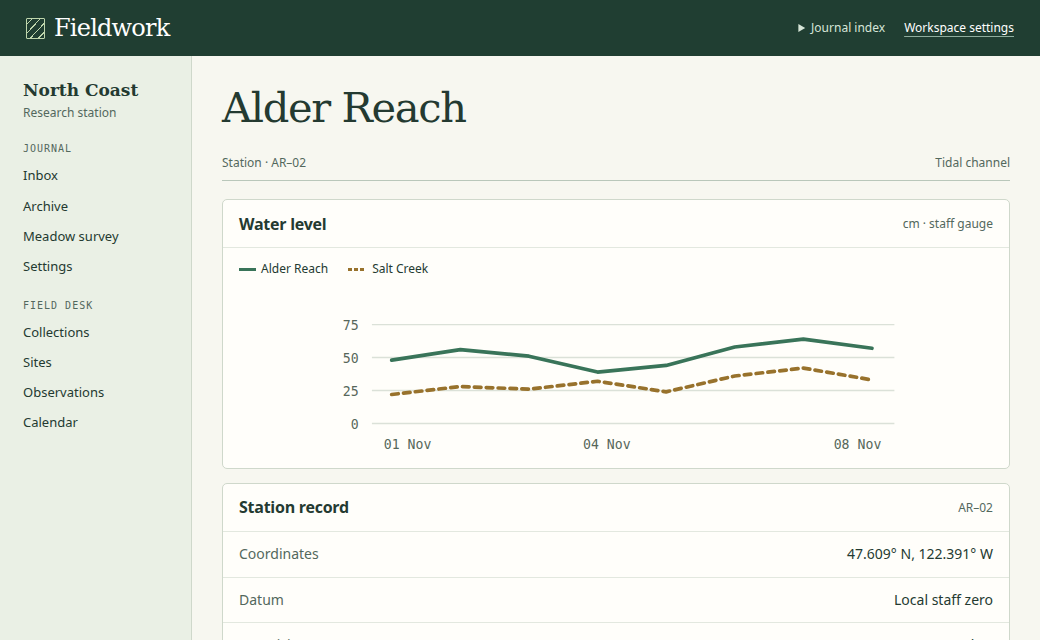 Fieldwork
Journal index
Workspace settings
North Coast
Research station
JOURNAL
Inbox
Archive
Meadow survey
Settings
FIELD DESK
Collections
Sites
Observations
Calendar
Alder Reach
Station · AR–02
Tidal channel
Water level
cm · staff gauge
Alder Reach
Salt Creek
75
50
25
0
01 Nov
04 Nov
08 Nov
Station record
AR–02
Coordinates
47.609° N, 122.391° W
Datum
Local staff zero